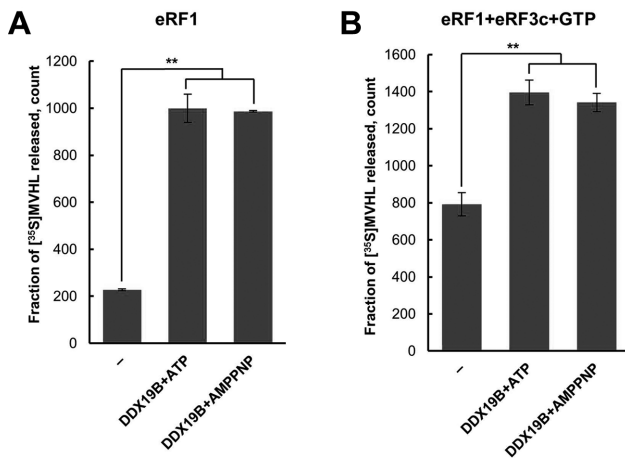 A
eRF1
Fraction of [³⁵S]MVHL released, count
1200
1000
800
600
400
200
0
**
–
DDX19B+ATP
DDX19B+AMPPNP
B
eRF1+eRF3c+GTP
Fraction of [³⁵S]MVHL released, count
1600
1400
1200
1000
800
600
400
200
0
**
–
DDX19B+ATP
DDX19B+AMPPNP